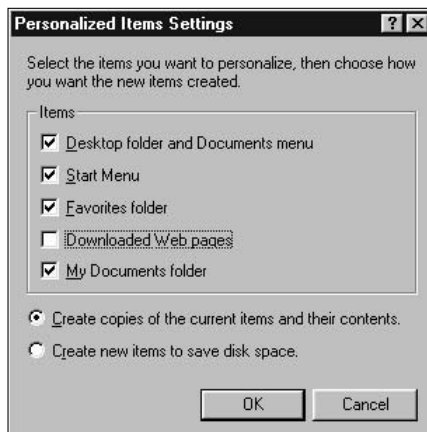 Personalized Items Settings
Select the items you want to personalize, then choose how
you want the new items created.
Items
Desktop folder and Documents menu
Start Menu
Favorites folder
Downloaded Web pages
My Documents folder
Create copies of the current items and their contents.
Create new items to save disk space.
OK
Cancel